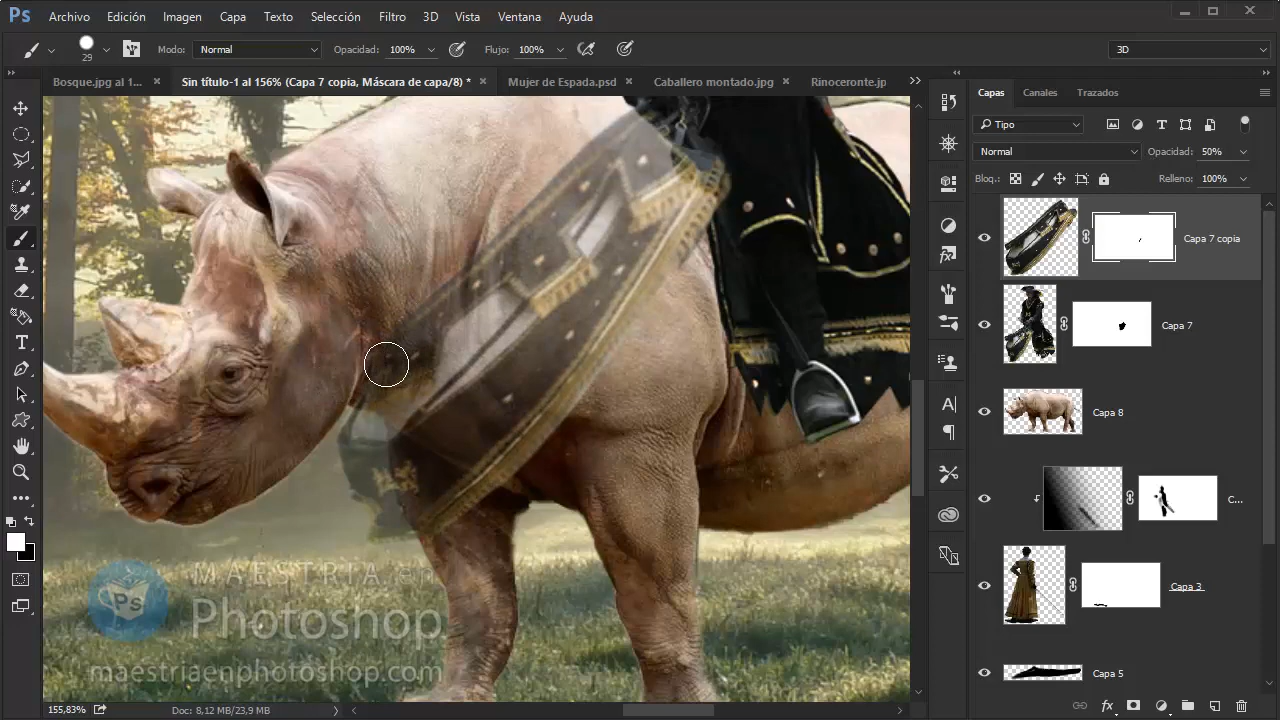 Ps Archivo Edición Imagen Capa Texto Selección Filtro 3D Vista Ventana Ayuda
29 Modo: Normal Opacidad: 100% Flujo: 100% 3D
Bosque.jpg al 1... Sin título-1 al 156% (Capa 7 copia, Máscara de capa/8) * Mujer de Espada.psd Caballero montado.jpg Rinoceronte.jp
Capas Canales Trazados
Tipo
Normal Opacidad: 50%
Bloq.: Relleno: 100%
Capa 7 copia
Capa 7
Capa 8
C...
Capa 3
Capa 5
MAESTRIA en
Ps Photoshop
maestriaenphotoshop.com
155,83% Doc: 8,12 MB/23,9 MB